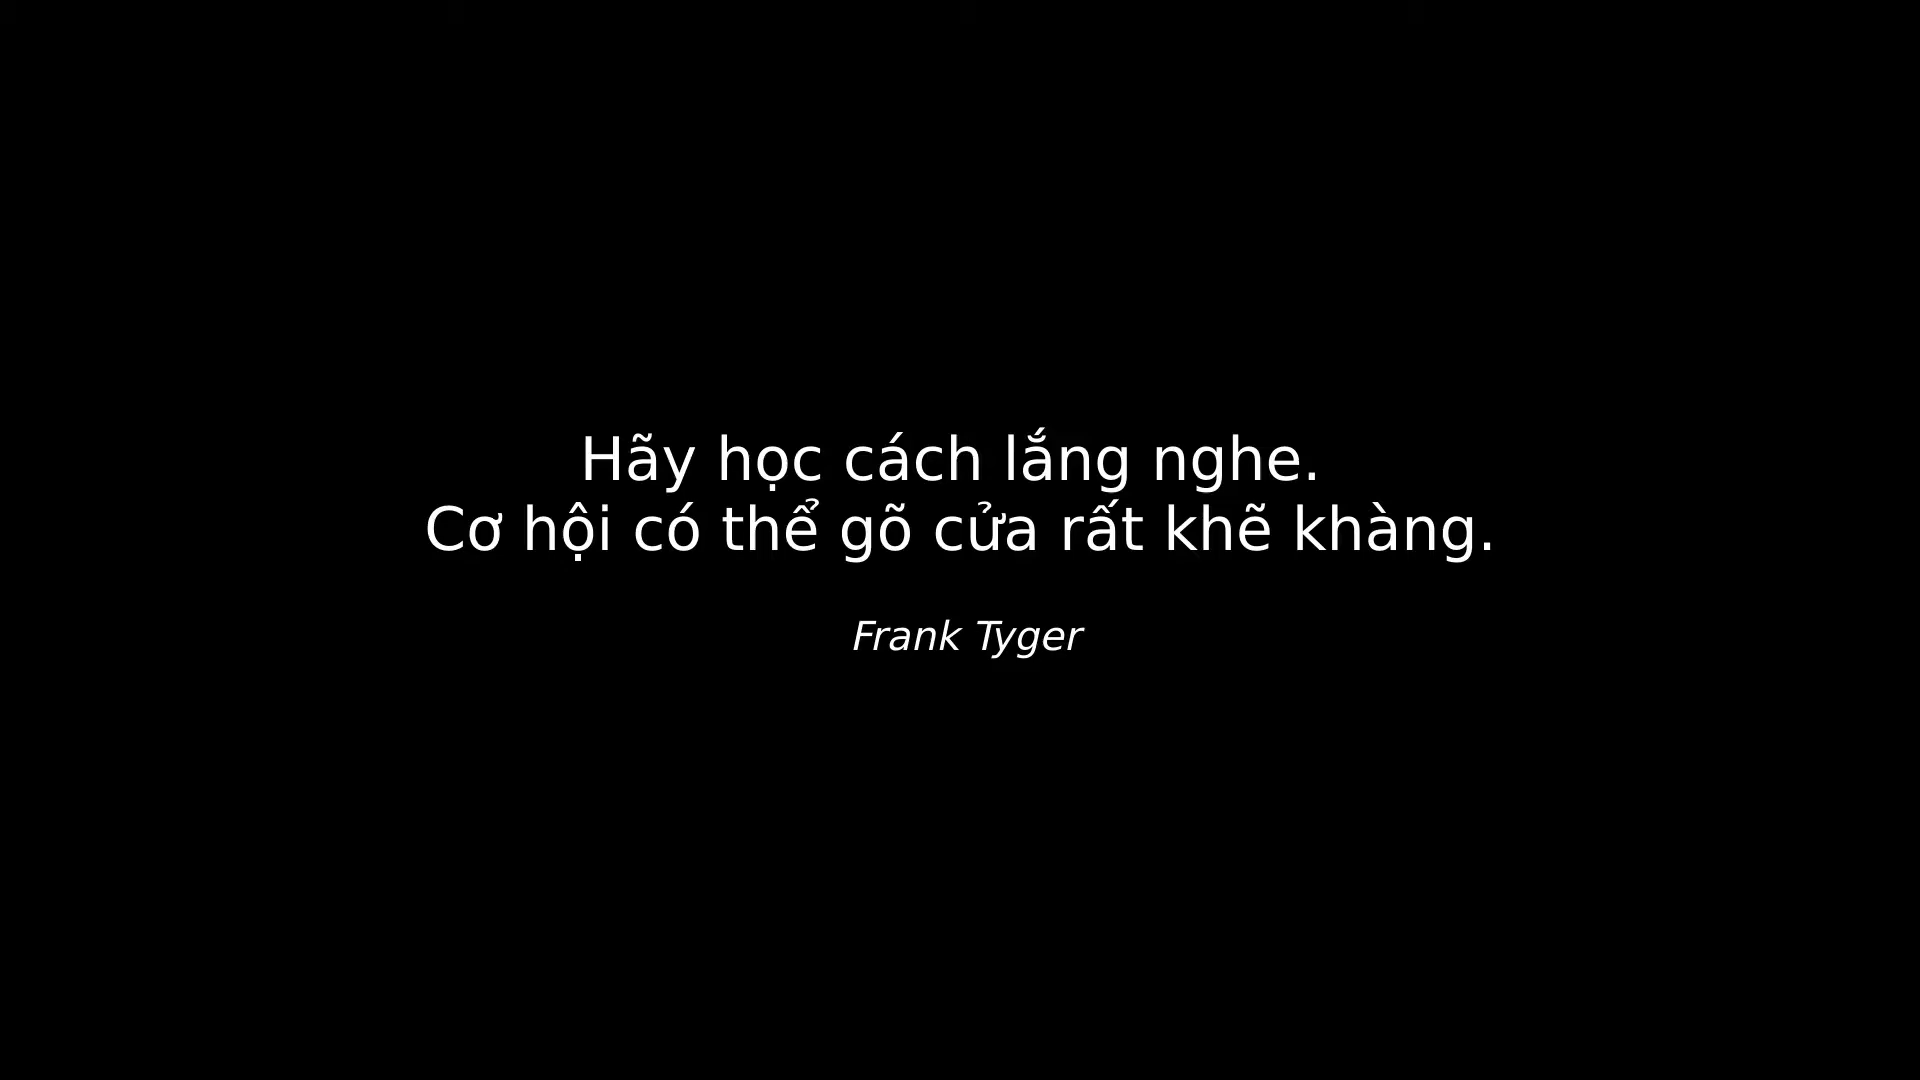 Hãy học cách lắng nghe.
Cơ hội có thể gõ cửa rất khẽ khàng.
Frank Tyger